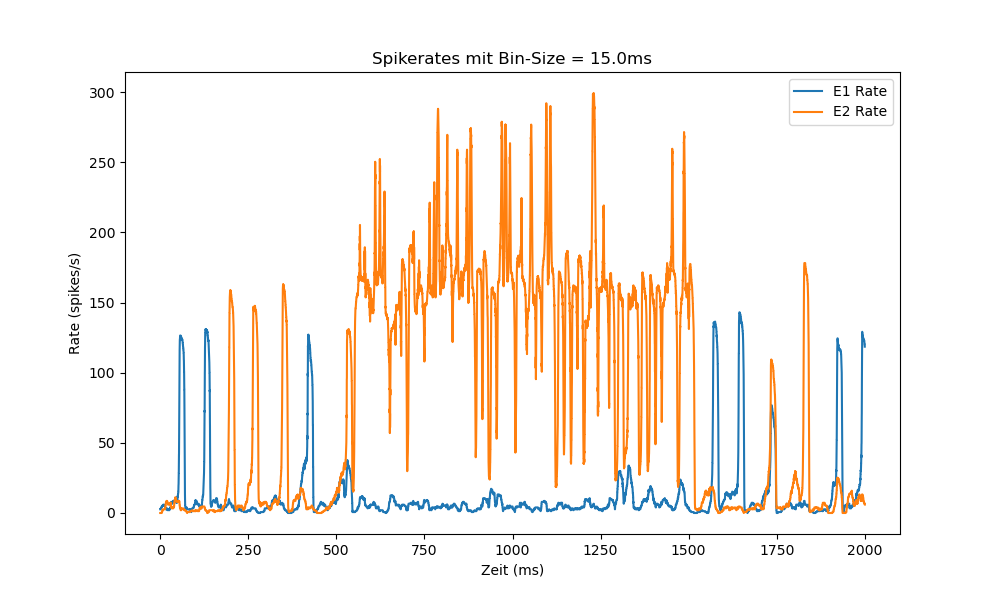 Spikerates mit Bin-Size = 15.0ms
E1 Rate
E2 Rate
Rate (spikes/s)
300
250
200
150
100
50
0
0 250 500 750 1000 1250 1500 1750 2000
Zeit (ms)